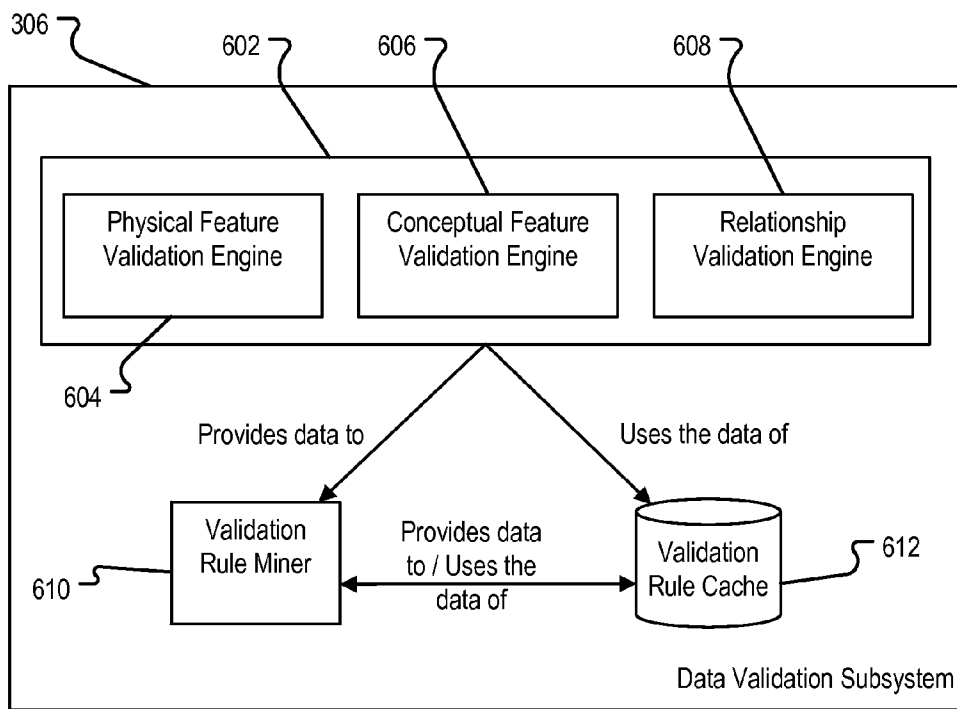 306
602
606
608
Physical Feature
Validation Engine
Conceptual Feature
Validation Engine
Relationship
Validation Engine
604
Provides data to
Uses the data of
Validation
Rule Miner
610
Provides data
to / Uses the
data of
Validation
Rule Cache
612
Data Validation Subsystem